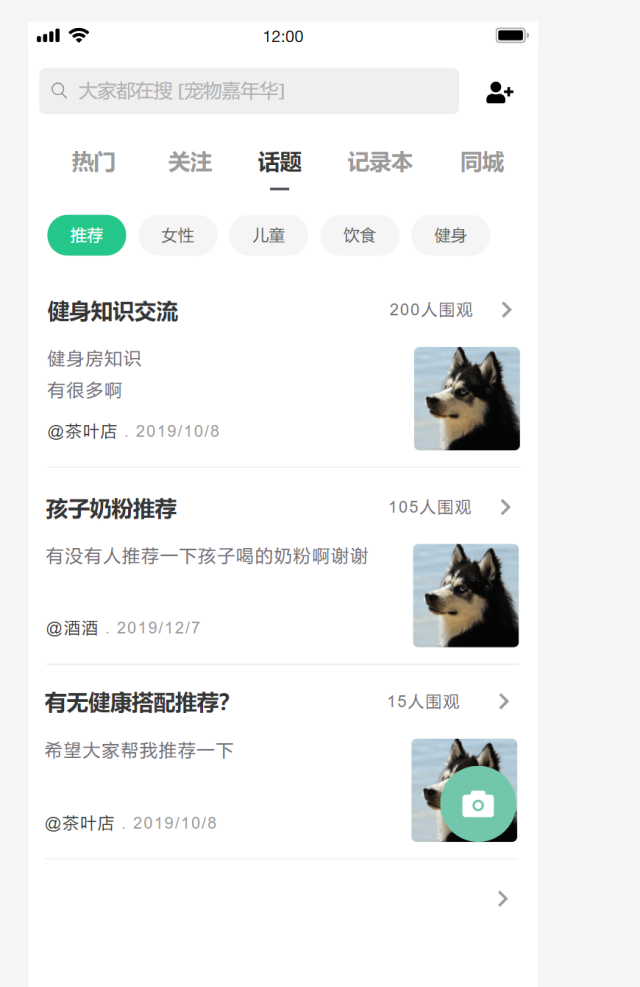 12:00
大家都在搜 [宠物嘉年华]
热门 关注 话题 记录本 同城
推荐 女性 儿童 饮食 健身
健身知识交流 200人围观
健身房知识
有很多啊
@茶叶店 . 2019/10/8
孩子奶粉推荐 105人围观
有没有人推荐一下孩子喝的奶粉啊谢谢
@酒酒 . 2019/12/7
有无健康搭配推荐? 15人围观
希望大家帮我推荐一下
@茶叶店 . 2019/10/8